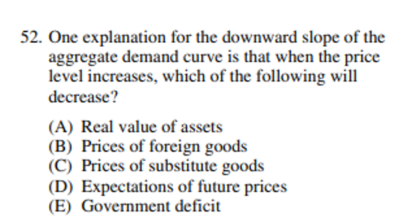 52. One explanation for the downward slope of the
aggregate demand curve is that when the price
level increases, which of the following will
decrease?
(A) Real value of assets
(B) Prices of foreign goods
(C) Prices of substitute goods
(D) Expectations of future prices
(E) Government deficit